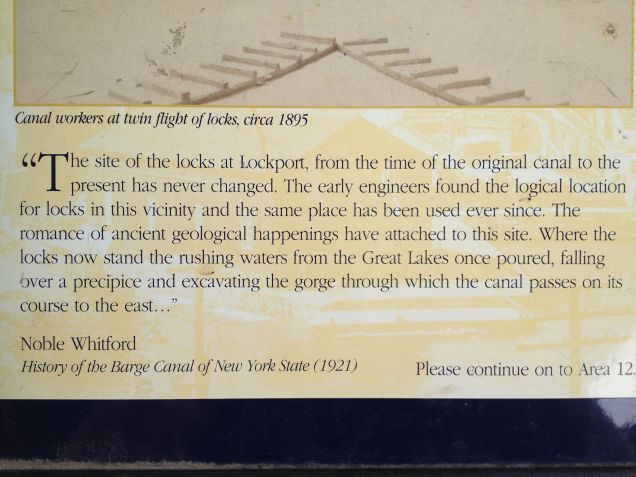 Canal workers at twin flight of locks, circa 1895
“The site of the locks at Lockport, from the time of the original canal to the
present has never changed. The early engineers found the logical location
for locks in this vicinity and the same place has been used ever since. The
romance of ancient geological happenings have attached to this site. Where the
locks now stand the rushing waters from the Great Lakes once poured, falling
over a precipice and excavating the gorge through which the canal passes on its
course to the east…”
Noble Whitford
History of the Barge Canal of New York State (1921)
Please continue on to Area 12.